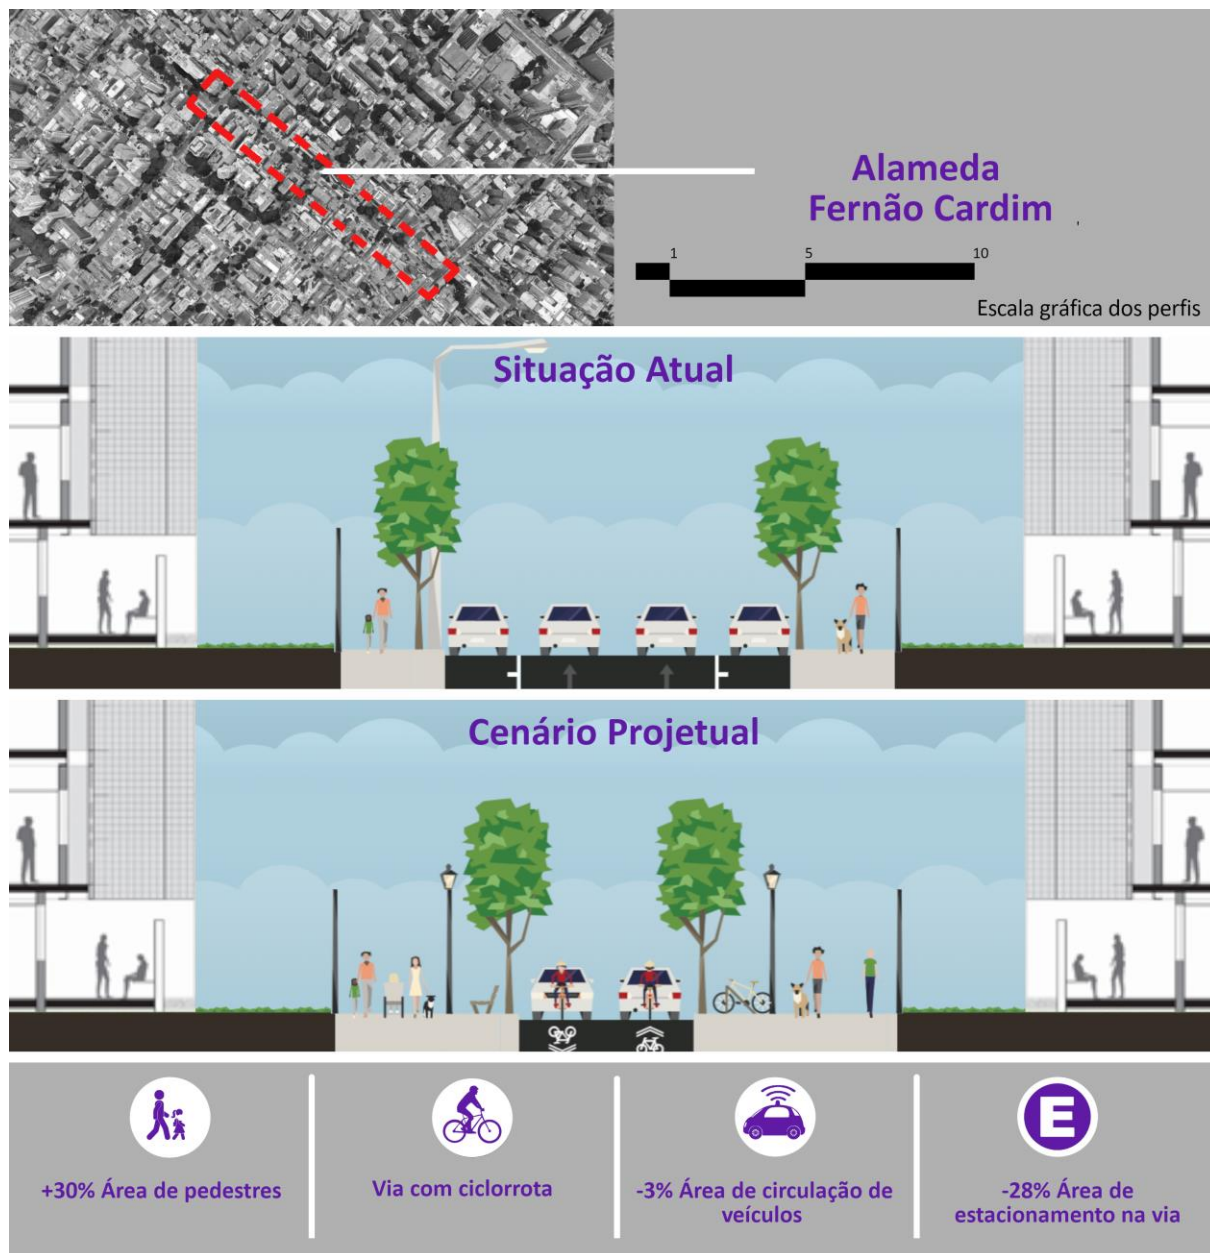 Alameda
Fernão Cardim
1 5 10
Escala gráfica dos perfis
Situação Atual
Cenário Projetual
+30% Área de pedestres
Via com ciclorrota
-3% Área de circulação de
veículos
E
-28% Área de
estacionamento na via